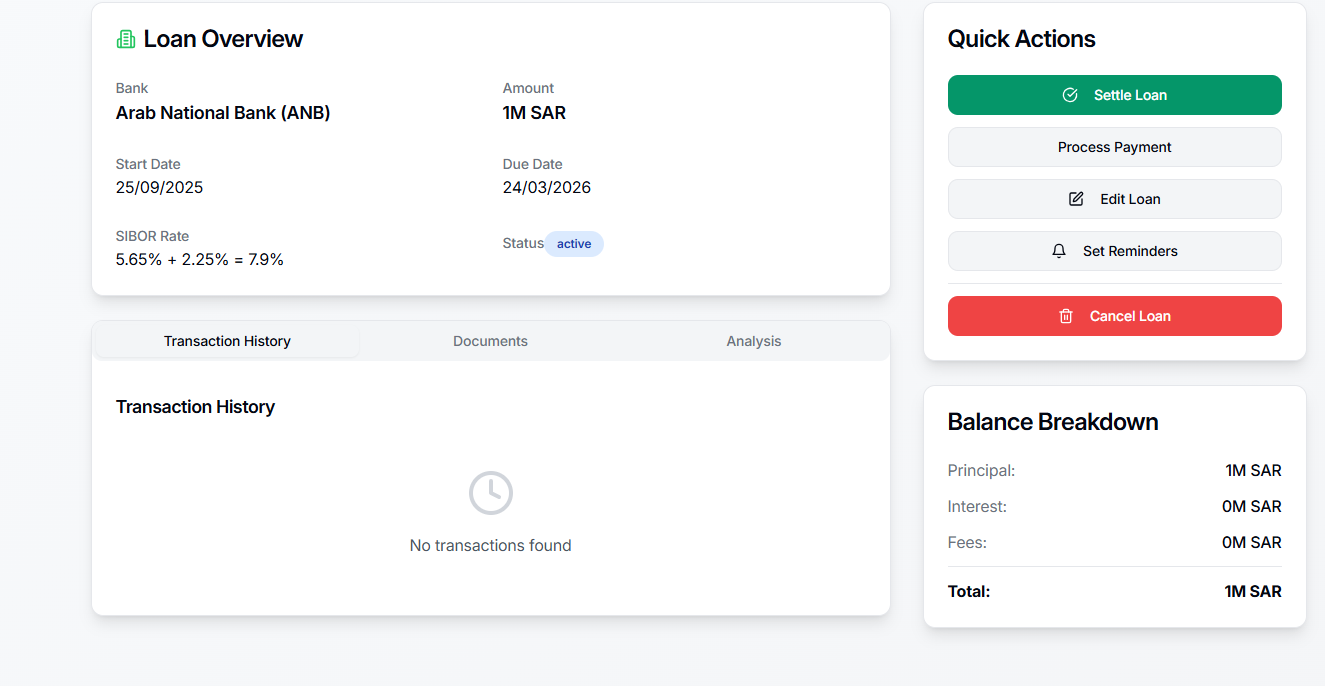 Loan Overview
Bank
Arab National Bank (ANB)
Amount
1M SAR
Start Date
25/09/2025
Due Date
24/03/2026
SIBOR Rate
5.65% + 2.25% = 7.9%
Status active
Transaction History
Documents
Analysis
Transaction History
No transactions found
Quick Actions
Settle Loan
Process Payment
Edit Loan
Set Reminders
Cancel Loan
Balance Breakdown
Principal: 1M SAR
Interest: 0M SAR
Fees: 0M SAR
Total: 1M SAR